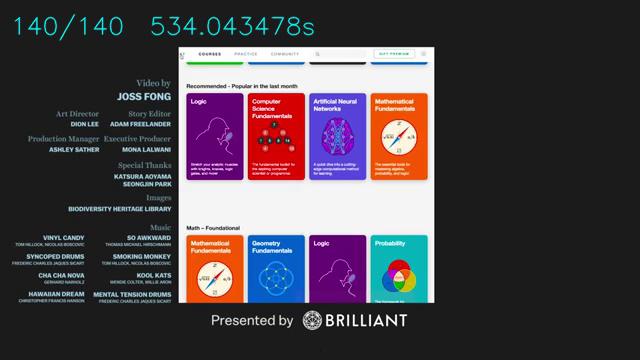 140/140 534.043478s
COURSES PRACTICE COMMUNITY
GIFT PREMIUM
Recommended - Popular in the last month
Logic
Stretch your analytic muscles with knights, knaves, logic gates, and more!
Computer Science Fundamentals
The fundamental toolkit for the aspiring computer scientist or programmer.
Artificial Neural Networks
A quick dive into a cutting-edge computational method for learning.
Mathematical Fundamentals
The essential tools for mastering algebra, probability, and logic!
Math - Foundational
Mathematical Fundamentals
Geometry Fundamentals
Logic
Probability
Video by
JOSS FONG
Art Director
DION LEE
Story Editor
ADAM FREELANDER
Production Manager
ASHLEY SATHER
Executive Producer
MONA LALWANI
Special Thanks
KATSURA AOYAMA
SEONGJIN PARK
Images
BIODIVERSITY HERITAGE LIBRARY
Music
VINYL CANDY
TOM HILLOCK, NICOLAS BOSCOVIC
SO AWKWARD
THOMAS MICHAEL HIRSCHMANN
SYNCOPED DRUMS
FREDERIC CHARLES JAQUES SICART
SMOKING MONKEY
TOM HILLOCK, NICOLAS BOSCOVIC
CHA CHA NOVA
GERHARD NARHOLZ
KOOL KATS
WENDIE COLTER, WILLIE ARON
HAWAIIAN DREAM
CHRISTOPHER FRANCIS HANSON
MENTAL TENSION DRUMS
FREDERIC CHARLES JAQUES SICART
Presented by BRILLIANT